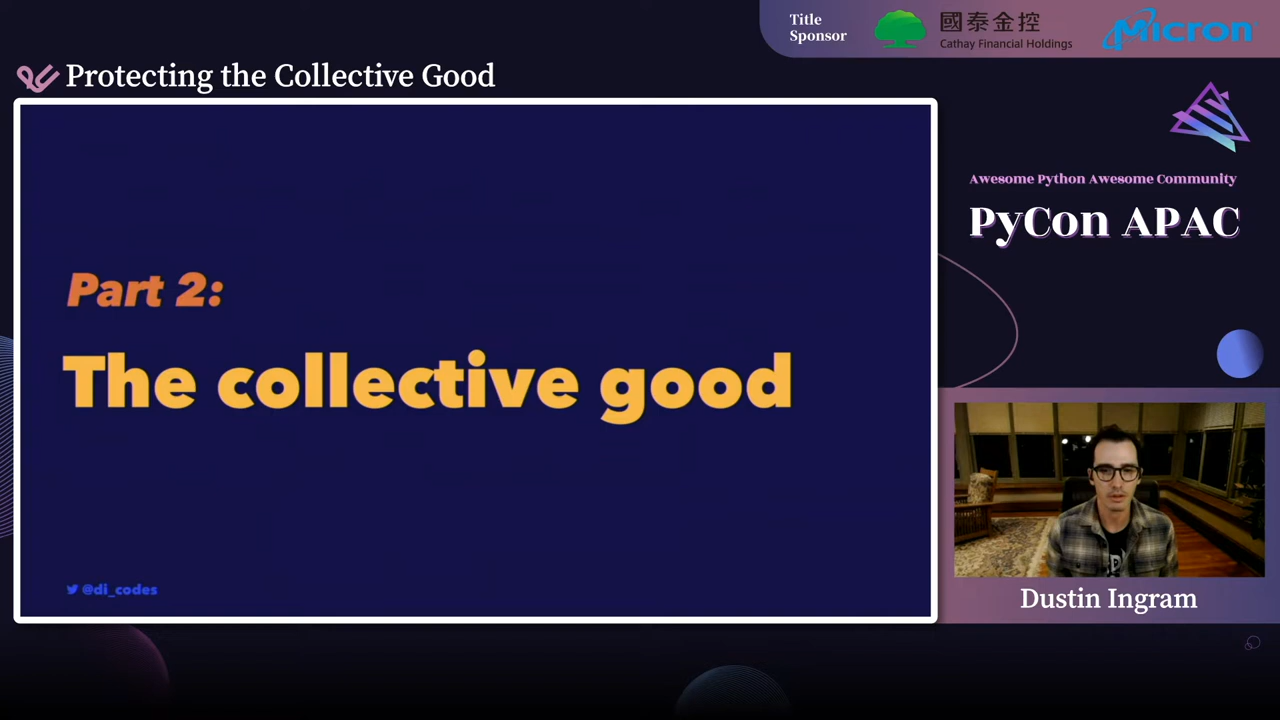 Title
Sponsor
國泰金控
Cathay Financial Holdings
Micron
Protecting the Collective Good
Awesome Python Awesome Community
PyCon APAC
Part 2:
The collective good
@di_codes
Dustin Ingram